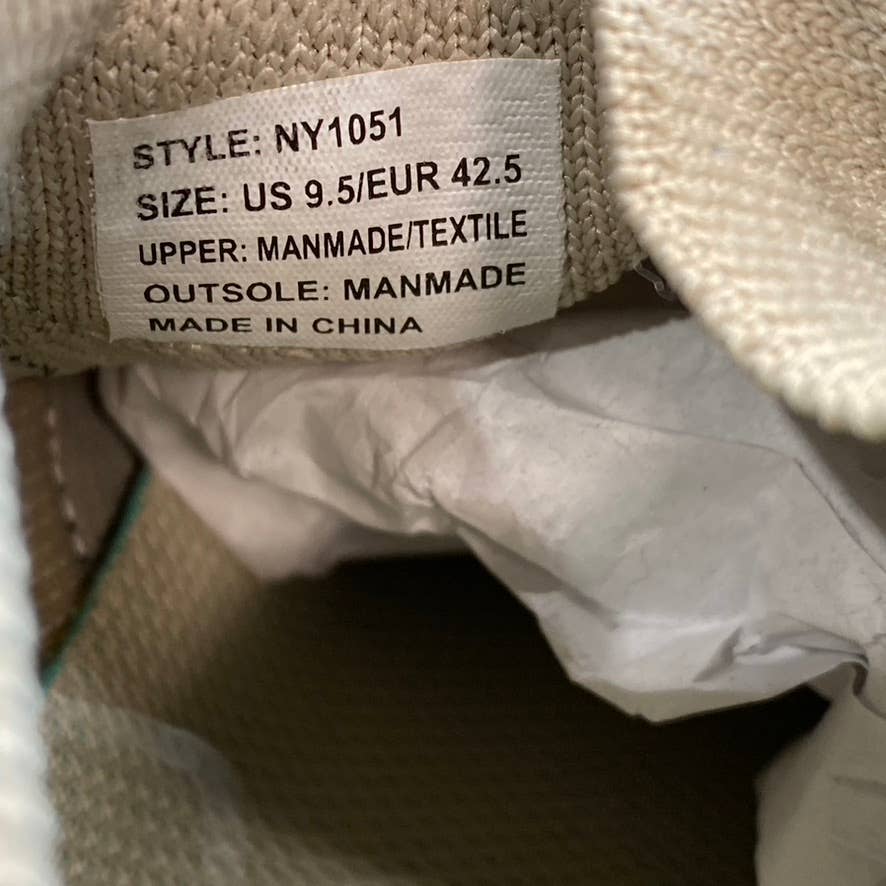 STYLE: NY1051
SIZE: US 9.5/EUR 42.5
UPPER: MANMADE/TEXTILE
OUTSOLE: MANMADE
MADE IN CHINA